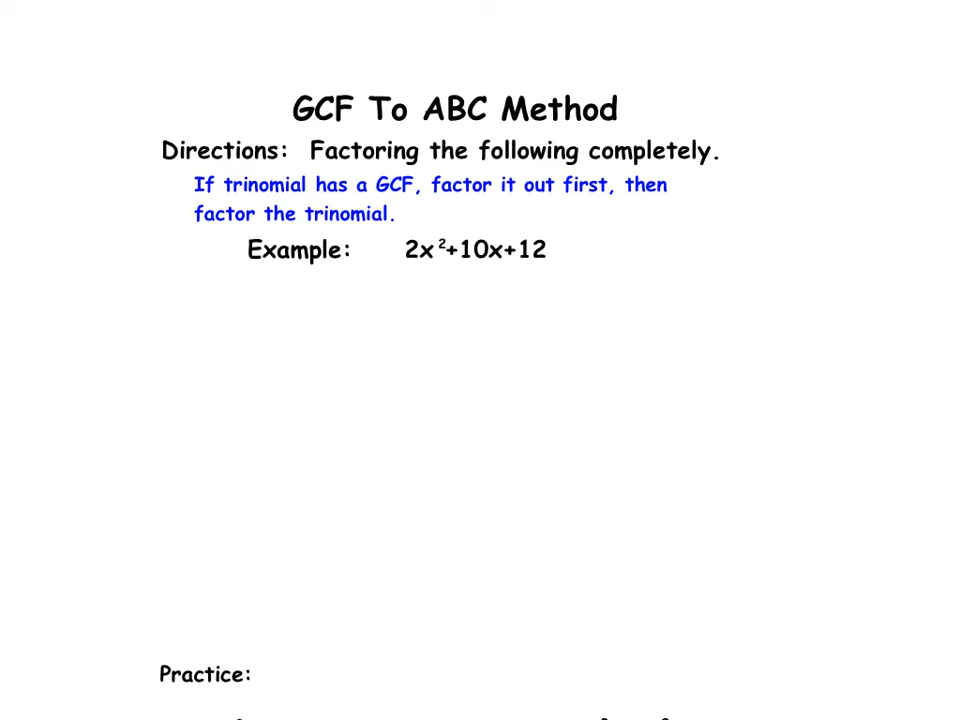 GCF To ABC Method
Directions: Factoring the following completely.
If trinomial has a GCF, factor it out first, then
factor the trinomial.
Example: 2x²+10x+12
Practice: